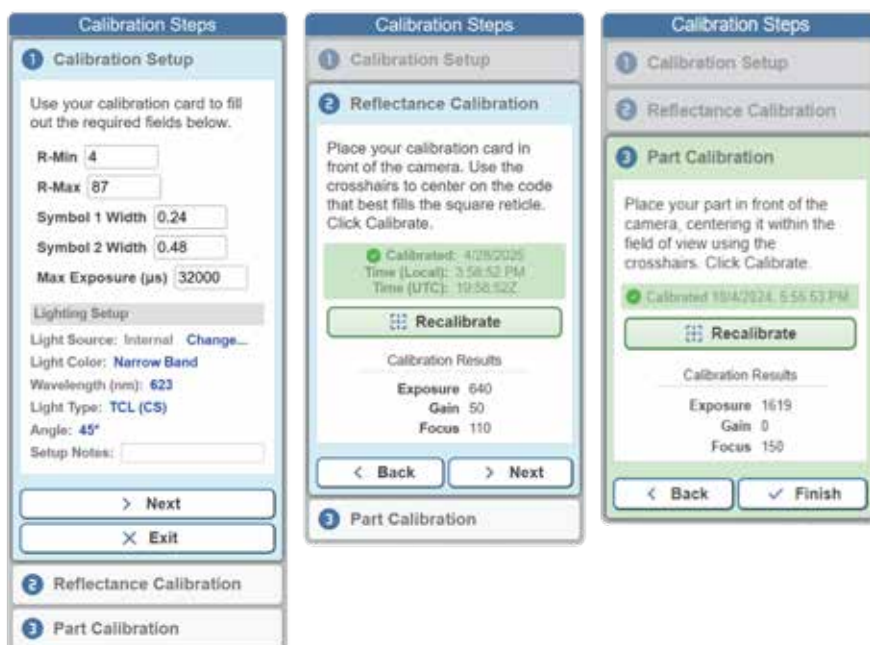 Calibration Steps
1 Calibration Setup
Use your calibration card to fill
out the required fields below.
R-Min 4
R-Max 87
Symbol 1 Width 0.24
Symbol 2 Width 0.48
Max Exposure (µs) 32000
Lighting Setup
Light Source: Internal Change...
Light Color: Narrow Band
Wavelength (nm): 623
Light Type: TCL (CS)
Angle: 45°
Setup Notes:
> Next
X Exit
2 Reflectance Calibration
3 Part Calibration
Calibration Steps
1 Calibration Setup
2 Reflectance Calibration
Place your calibration card in
front of the camera. Use the
crosshairs to center on the code
that best fills the square reticle.
Click Calibrate.
Calibrated: 4/28/2025
Time (Local): 3:58:52 PM
Time (UTC): 19:58:52Z
Recalibrate
Calibration Results
Exposure 640
Gain 50
Focus 110
< Back > Next
3 Part Calibration
Calibration Steps
1 Calibration Setup
2 Reflectance Calibration
3 Part Calibration
Place your part in front of the
camera, centering it within the
field of view using the
crosshairs. Click Calibrate.
Calibrated 10/4/2024, 5:55:53 PM
Recalibrate
Calibration Results
Exposure 1619
Gain 0
Focus 150
< Back ✓ Finish